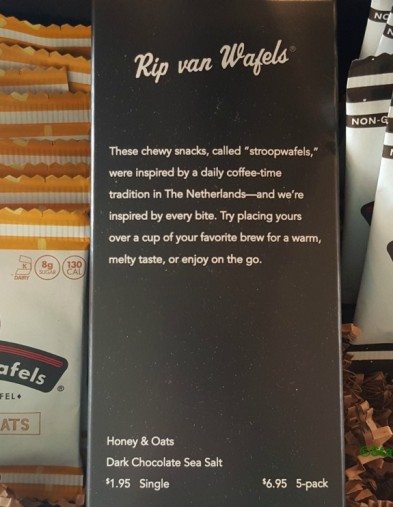 Rip van Wafels®
These chewy snacks, called "stroopwafels,"
were inspired by a daily coffee-time
tradition in The Netherlands—and we're
inspired by every bite. Try placing yours
over a cup of your favorite brew for a warm,
melty taste, or enjoy on the go.
Honey & Oats
Dark Chocolate Sea Salt
$1.95 Single $6.95 5-pack
DAIRY
8g SUGAR
130 CAL
afels®
FEL♦
ATS
NON-G